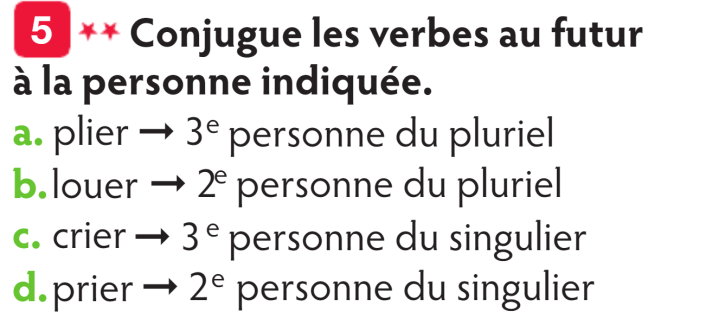 5 ★★ Conjugue les verbes au futur
à la personne indiquée.
a. plier → 3ᵉ personne du pluriel
b. louer → 2ᵉ personne du pluriel
c. crier → 3ᵉ personne du singulier
d. prier → 2ᵉ personne du singulier